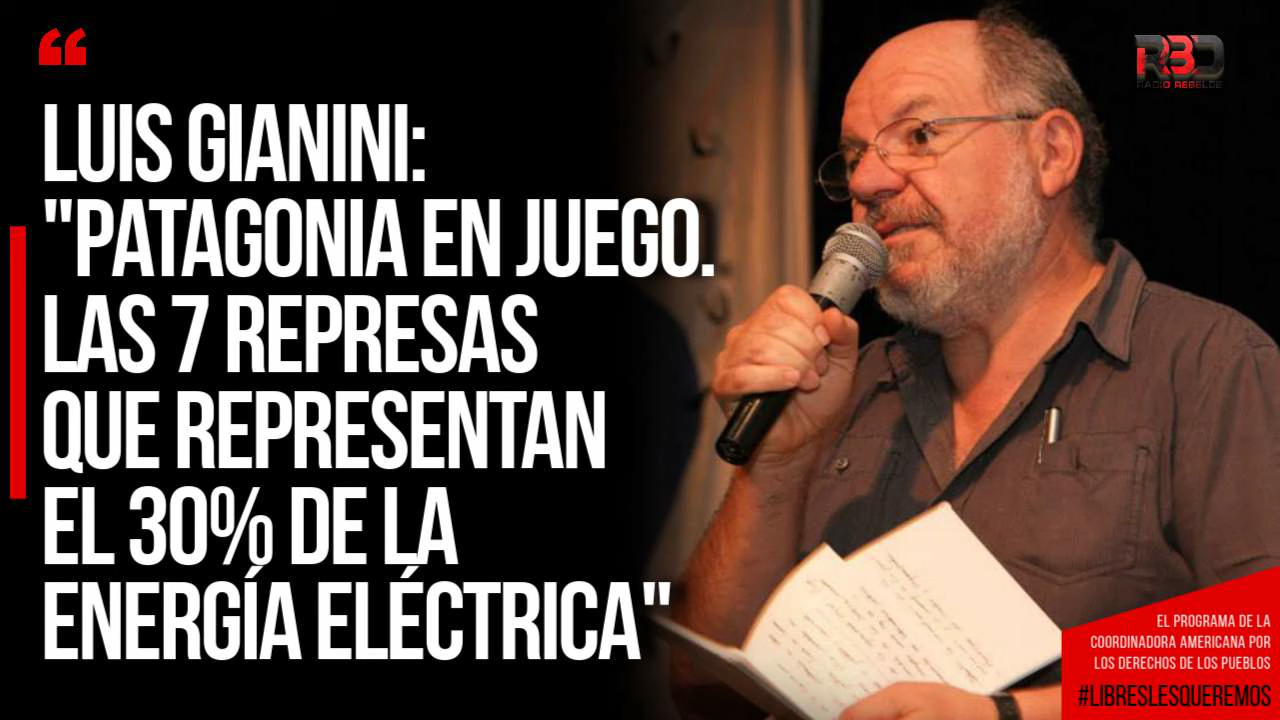 “
LUIS GIANINI:
"PATAGONIA EN JUEGO.
LAS 7 REPRESAS
QUE REPRESENTAN
EL 30% DE LA
ENERGÍA ELÉCTRICA"
RBD
RADIO REBELDE
EL PROGRAMA DE LA
COORDINADORA AMERICANA POR
LOS DERECHOS DE LOS PUEBLOS
#LIBRESLESQUEREMOS